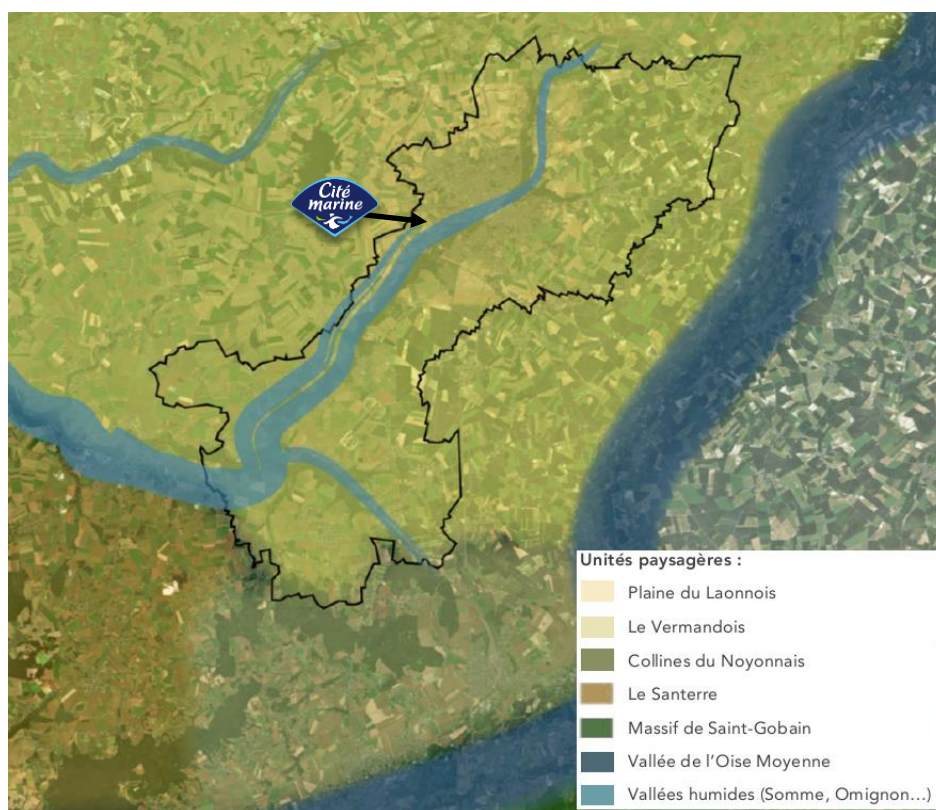 Cité
marine
Unités paysagères :
Plaine du Laonnois
Le Vermandois
Collines du Noyonnais
Le Santerre
Massif de Saint-Gobain
Vallée de l'Oise Moyenne
Vallées humides (Somme, Omignon...)